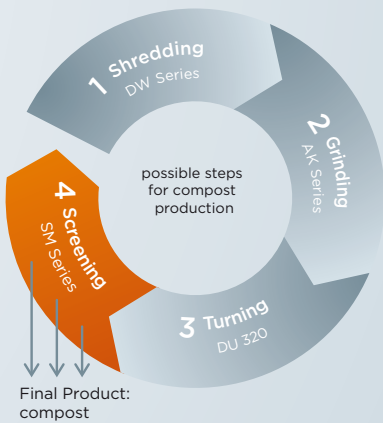 1 Shredding
DW Series
2 Grinding
AK Series
3 Turning
DU 320
4 Screening
SM Series
possible steps
for compost
production
Final Product:
compost